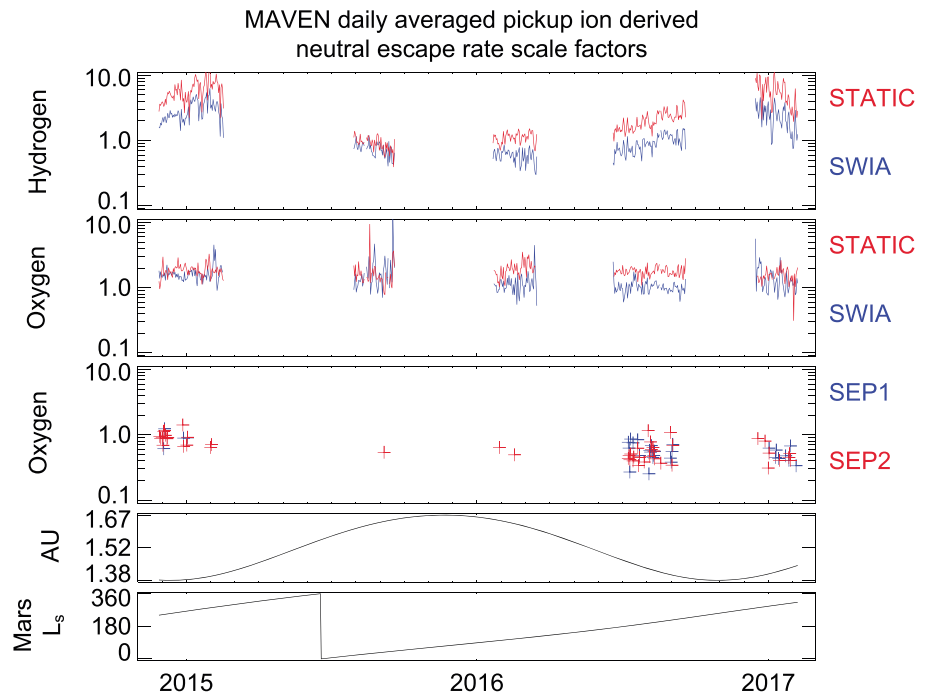 MAVEN daily averaged pickup ion derived
neutral escape rate scale factors
Hydrogen
10.0
1.0
0.1
STATIC
SWIA
Oxygen
10.0
1.0
0.1
STATIC
SWIA
Oxygen
10.0
1.0
0.1
SEP1
SEP2
AU
1.67
1.52
1.38
Mars
Ls
360
180
0
2015 2016 2017